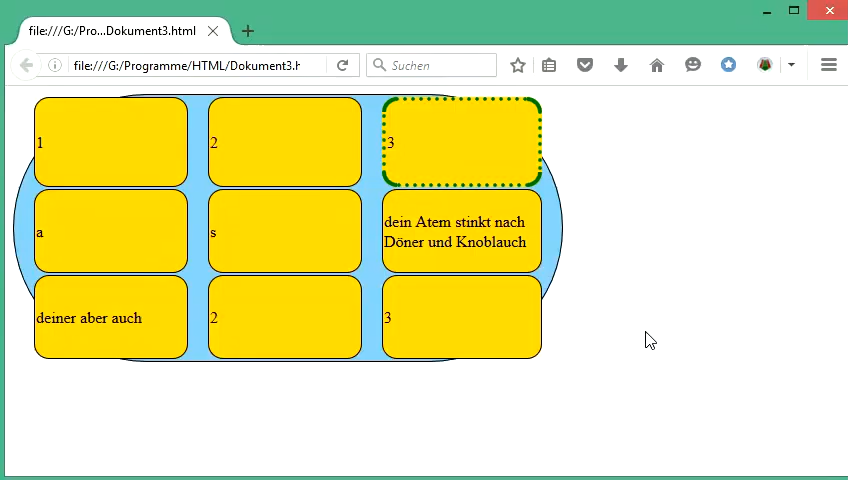 file:///G:/Pro...Dokument3.html
file:///G:/Programme/HTML/Dokument3.h
Suchen
1
2
3
a
s
dein Atem stinkt nach
Döner und Knoblauch
deiner aber auch
2
3